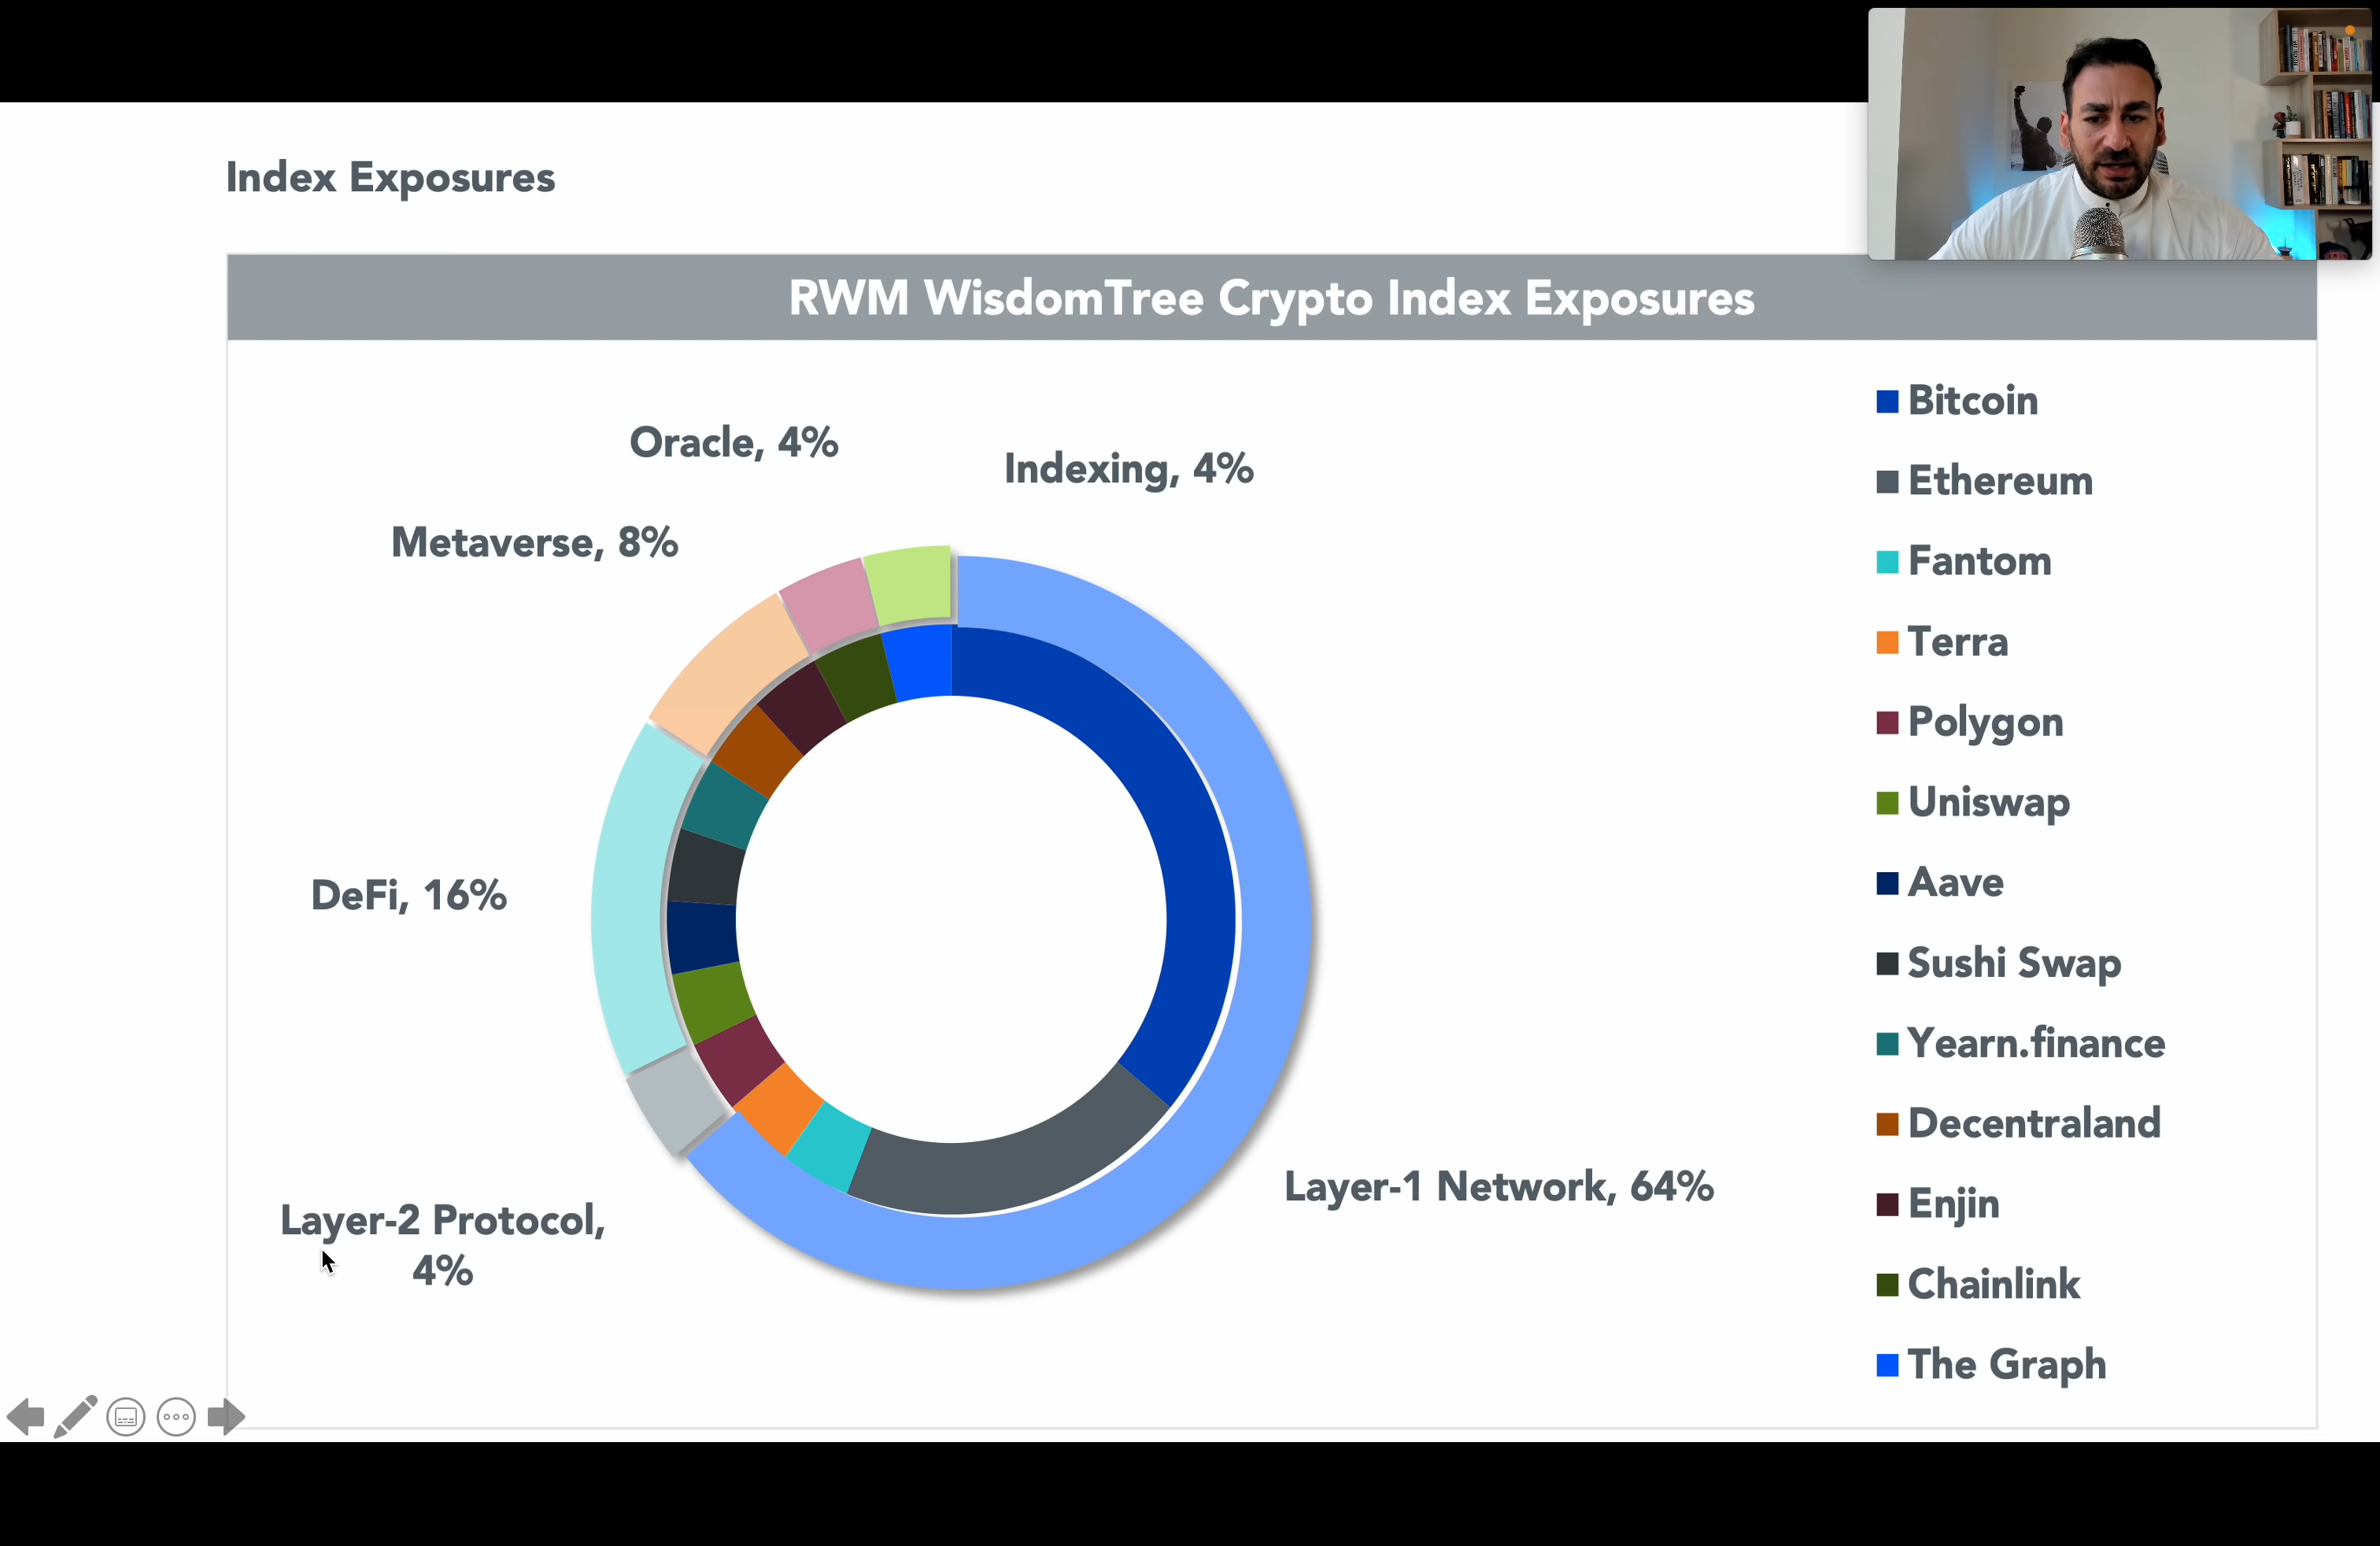 Index Exposures
RWM WisdomTree Crypto Index Exposures
Oracle, 4%
Indexing, 4%
Metaverse, 8%
DeFi, 16%
Layer-2 Protocol,
4%
Layer-1 Network, 64%
Bitcoin
Ethereum
Fantom
Terra
Polygon
Uniswap
Aave
Sushi Swap
Yearn.finance
Decentraland
Enjin
Chainlink
The Graph